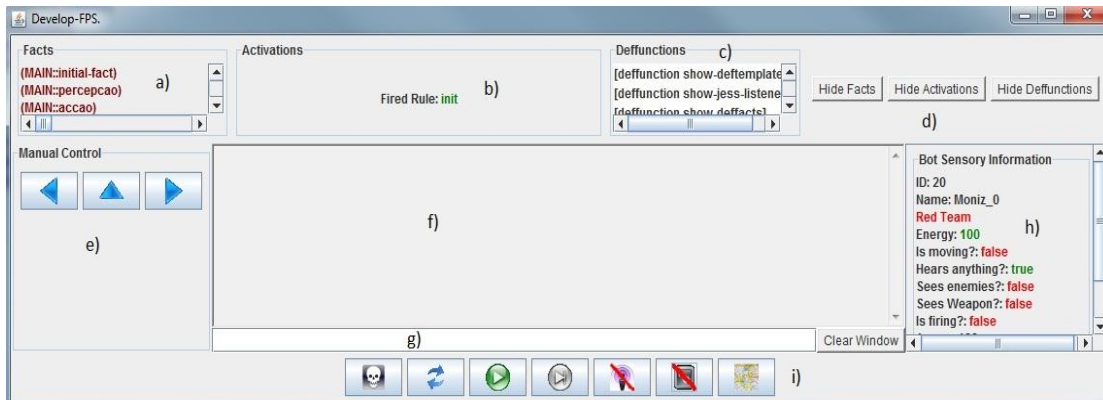 Develop-FPS.
Facts
(MAIN::initial-fact)
(MAIN::percepcao)
(MAIN::accao)
a)
Activations
Fired Rule: init
b)
Deffunctions
c)
[deffunction show-deftemplate
[deffunction show-jess-listene
[deffunction show-deffacts]
Hide Facts
Hide Activations
Hide Deffunctions
d)
Manual Control
e)
f)
g)
Clear Window
Bot Sensory Information
ID: 20
Name: Moniz_0
Red Team
Energy: 100
h)
Is moving?: false
Hears anything?: true
Sees enemies?: false
Sees Weapon?: false
Is firing?: false
i)